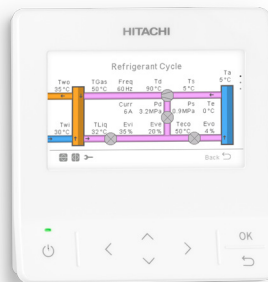 HITACHI
Refrigerant Cycle
Ta
5°C
Two TGas Freq Td Ts
35°C 50°C 60Hz 90°C 5°C
Curr Pd Ps Te
6A 3.2MPa 0.9MPa 0°C
Twi TLiq Evi Eve Teco Evo
30°C 32°C 35% 20% 50°C 4%
Back
OK